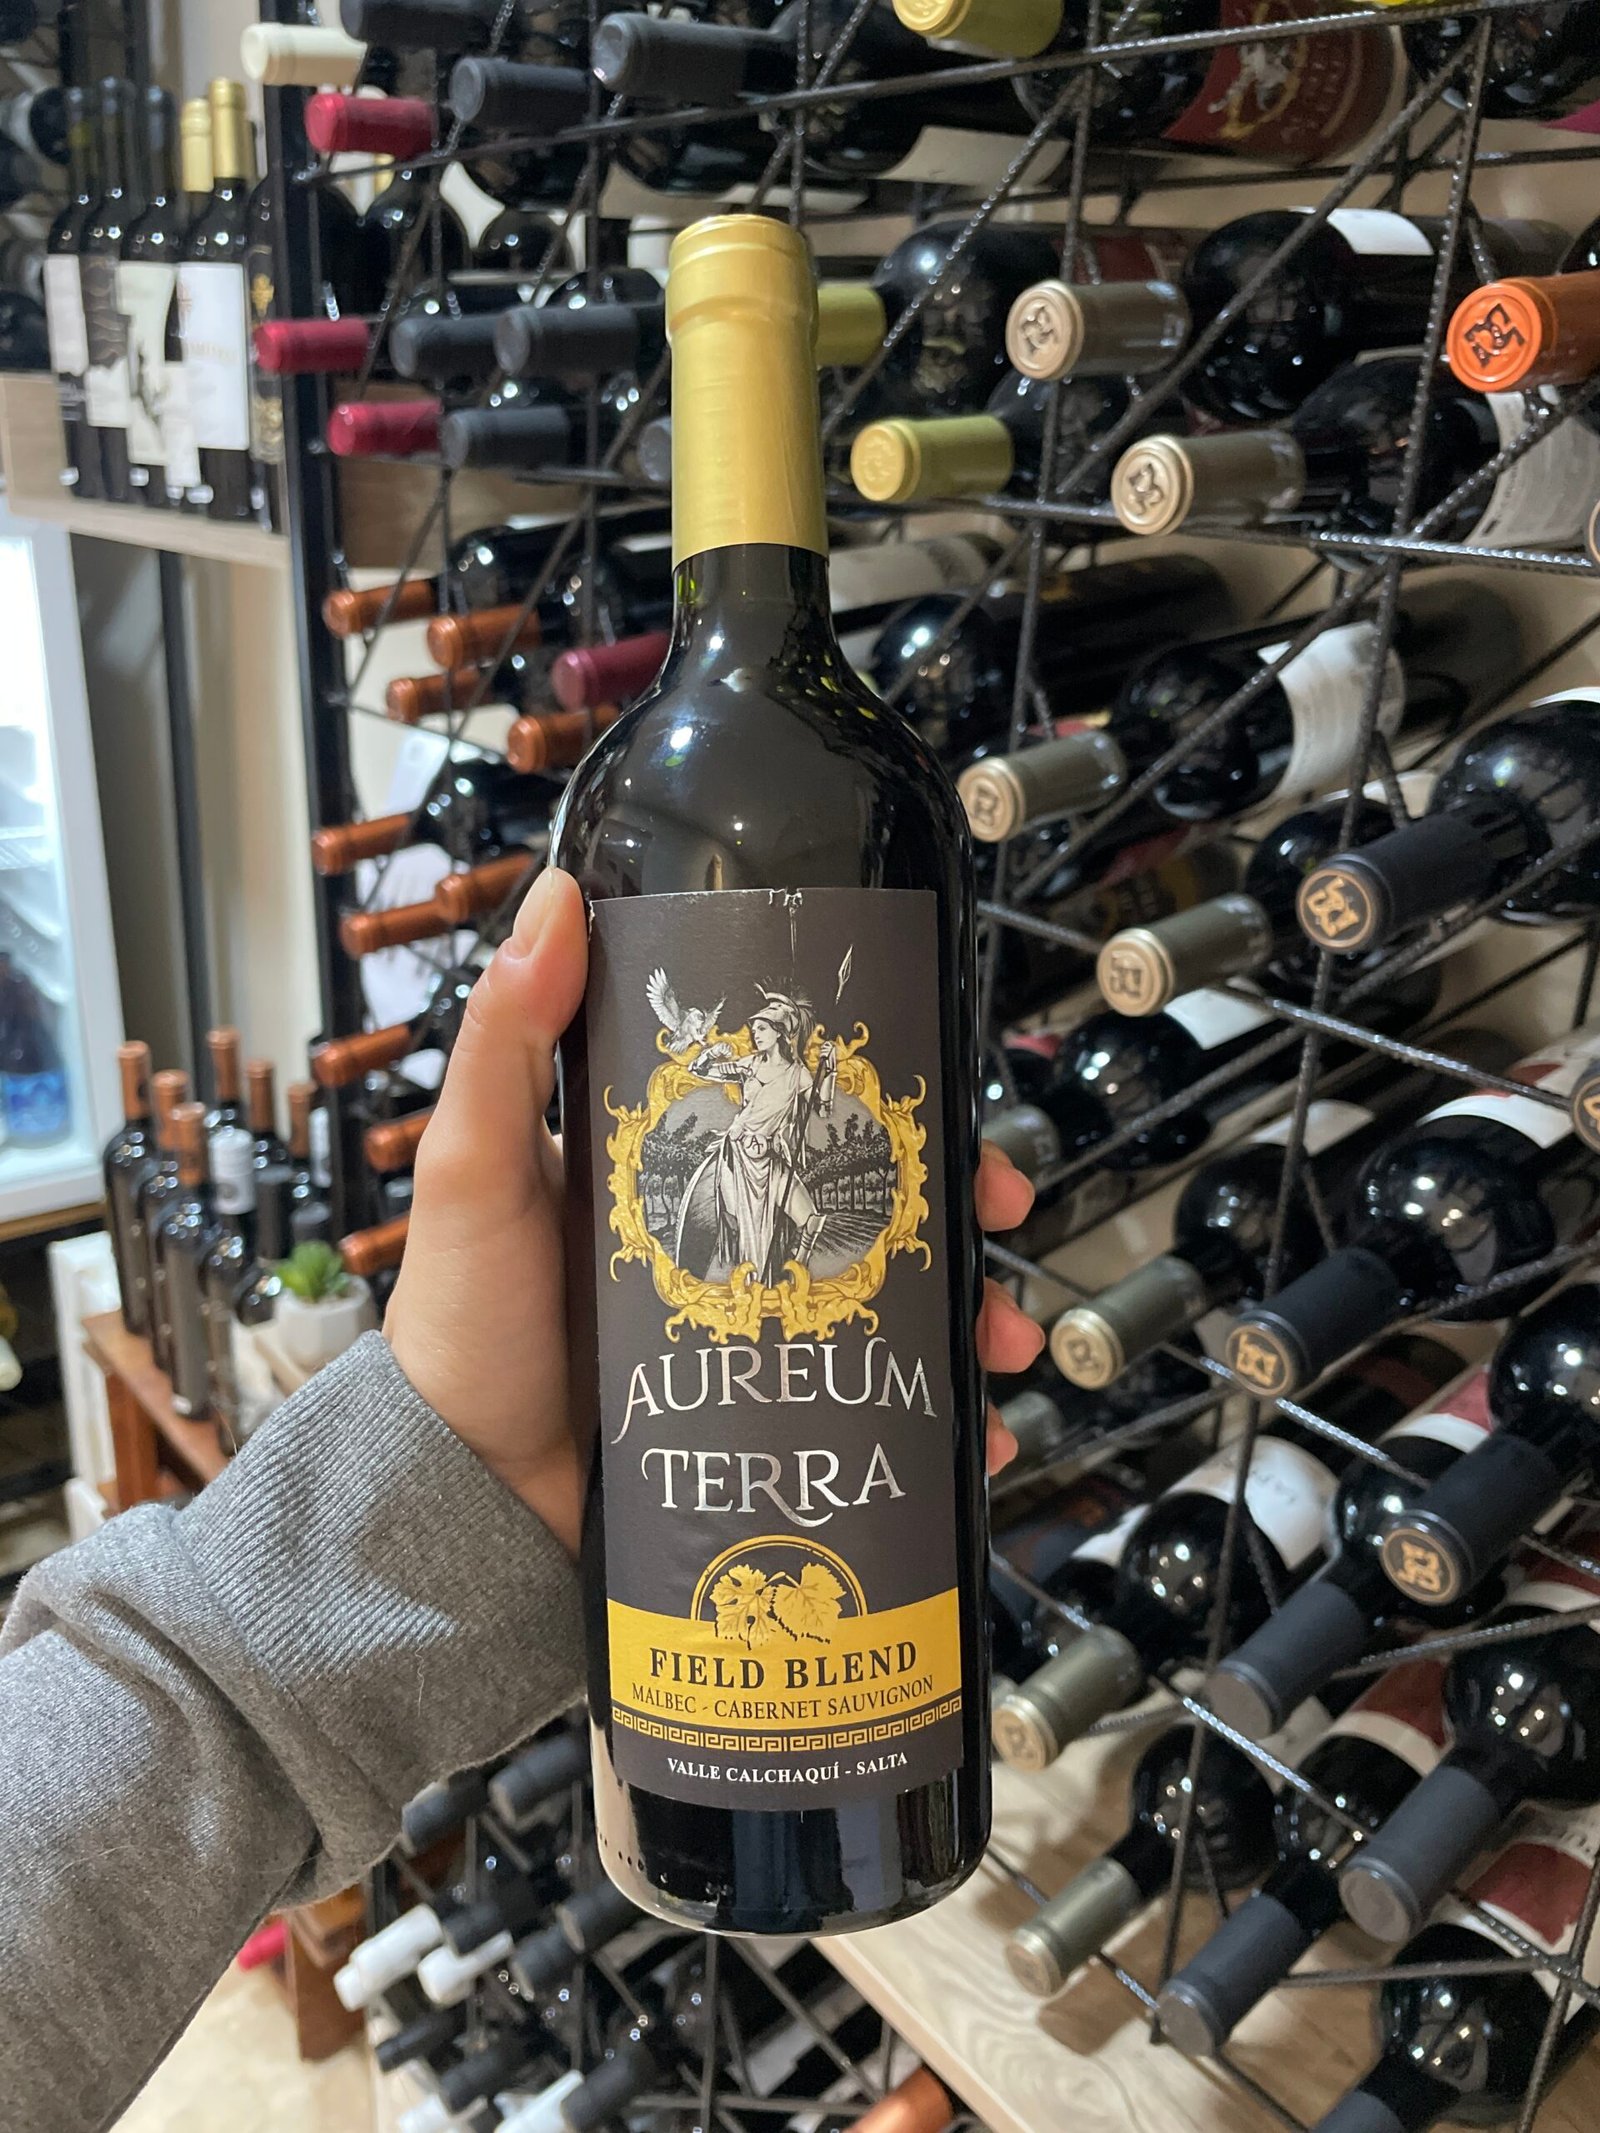 AUREUM
TERRA
FIELD BLEND
MALBEC - CABERNET SAUVIGNON
VALLE CALCHAQUÍ - SALTA